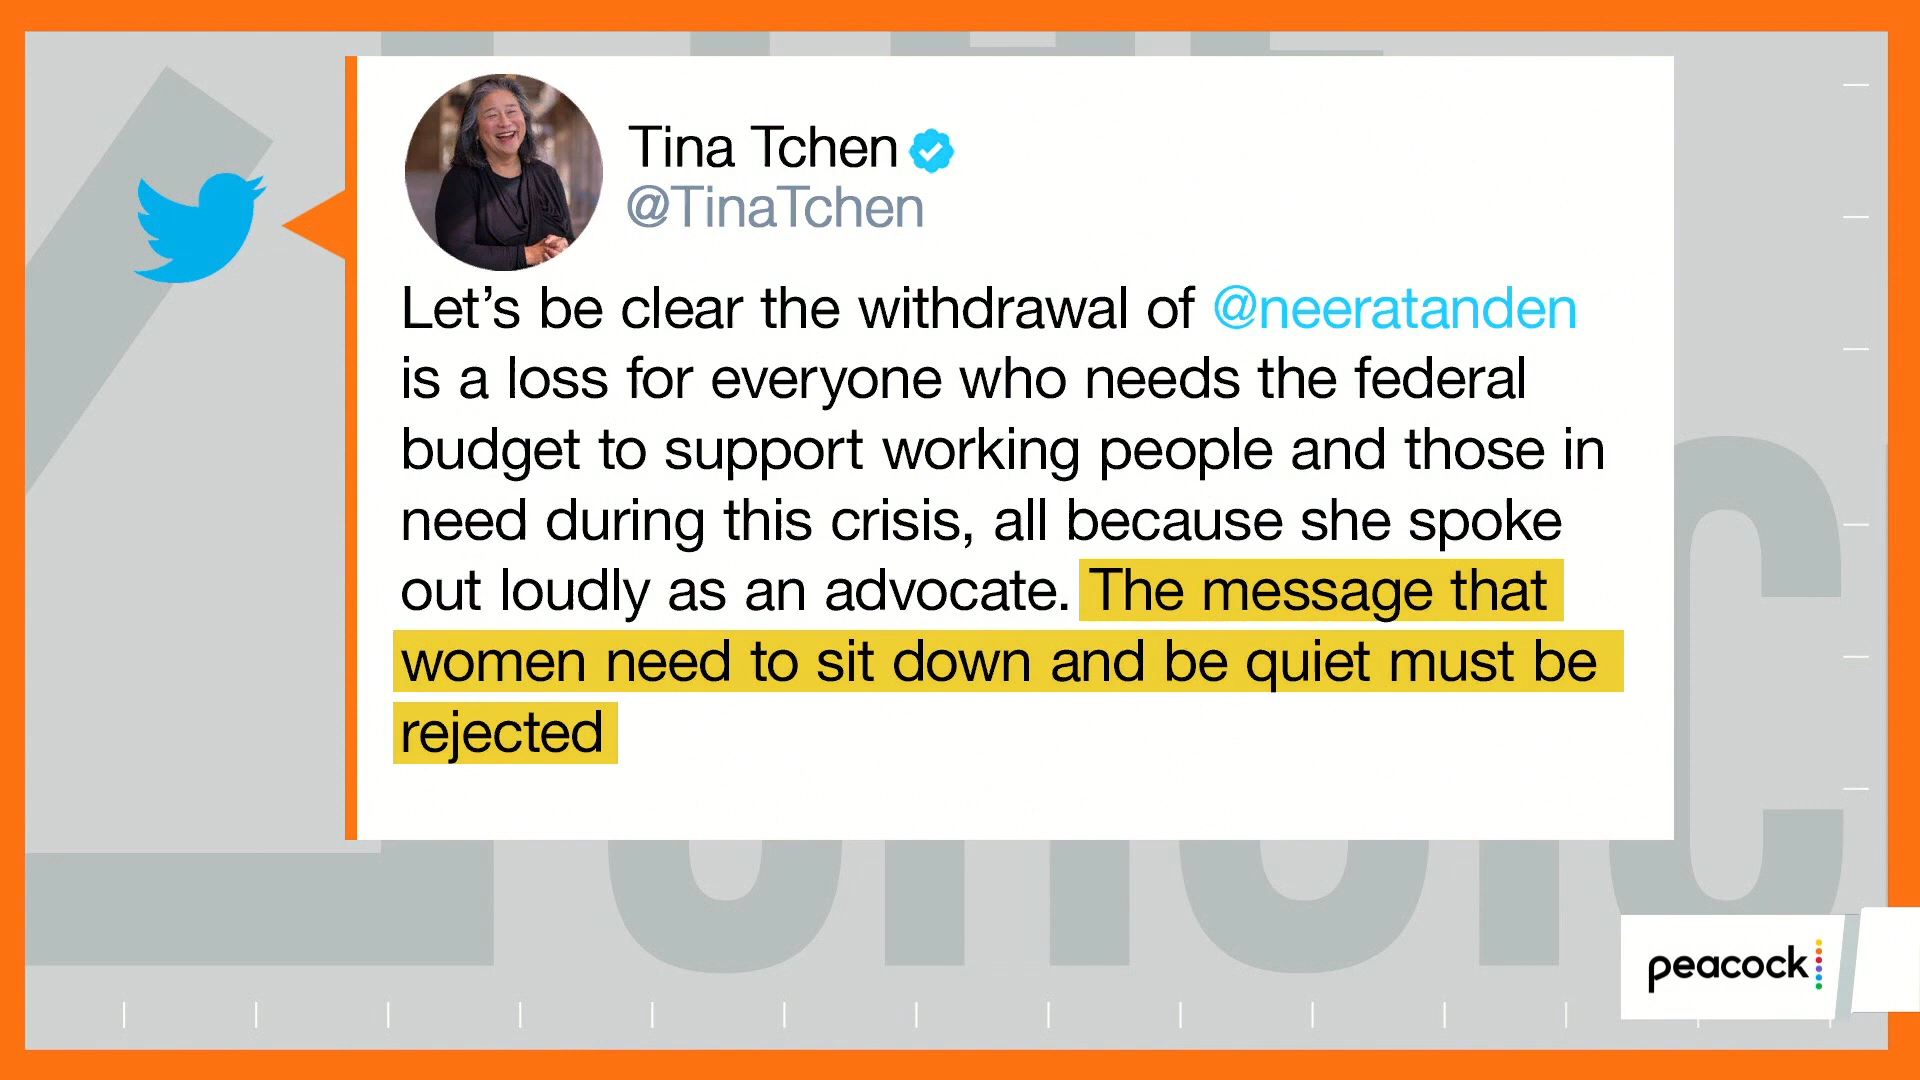 Tina Tchen
@TinaTchen
Let’s be clear the withdrawal of @neeratanden
is a loss for everyone who needs the federal
budget to support working people and those in
need during this crisis, all because she spoke
out loudly as an advocate. The message that
women need to sit down and be quiet must be
rejected
peacock